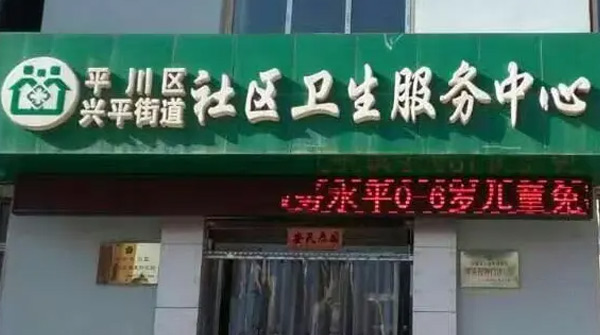 平川区
兴平街道
社区卫生服务中心
永平0-6岁儿童免